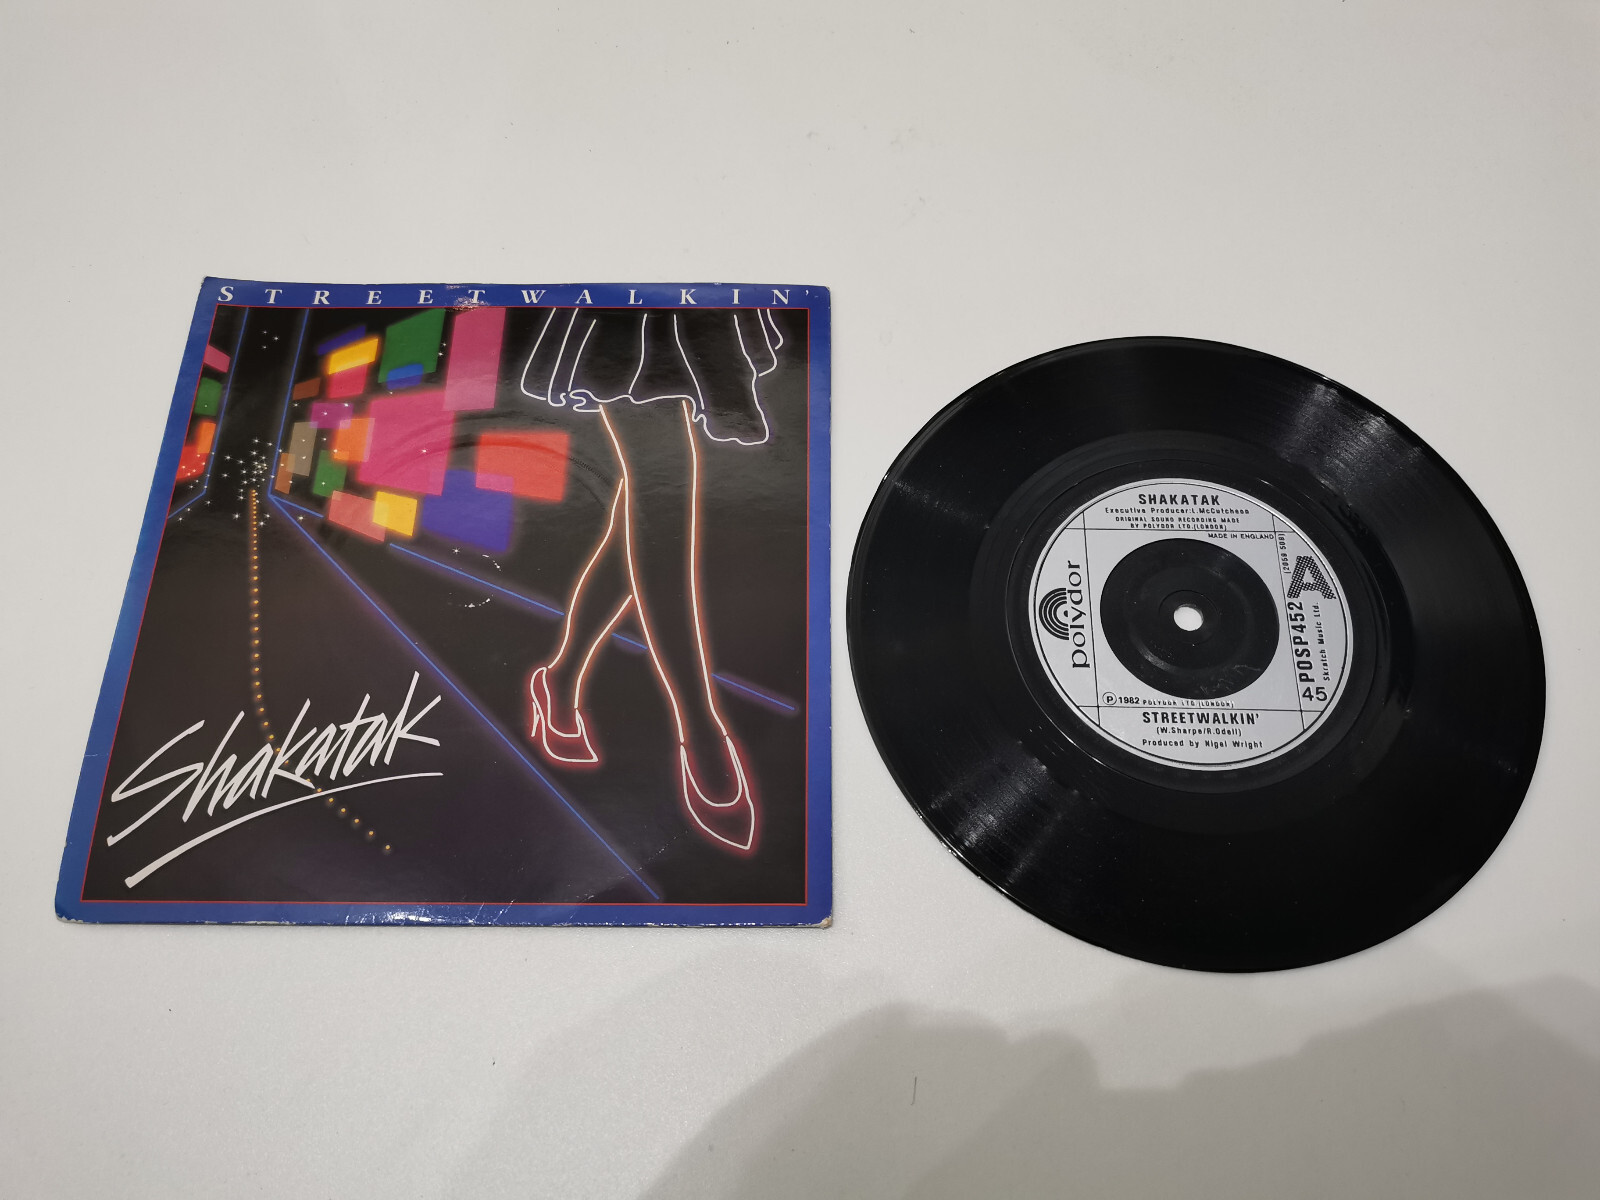 STREETWALKIN'
Shakatak
SHAKATAK
Executive Producer:L.McCutcheon
ORIGINAL SOUND RECORDING MADE
BY POLYDOR LTD.(LONDON)
MADE IN ENGLAND
polydor
(2059 508)
A
POSP452
Skratch Music Ltd.
45
Ⓟ1982 POLYDOR LTD.(LONDON)
STREETWALKIN'
(W.Sharpe/R.Odell)
Produced by Nigel Wright